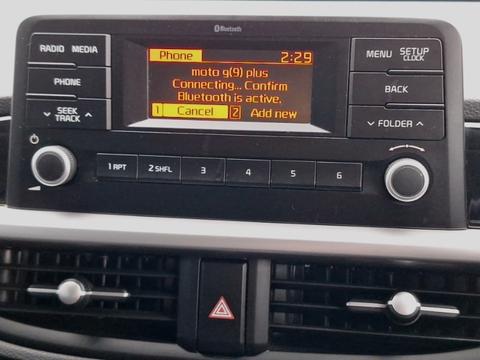 Bluetooth
RADIO MEDIA
PHONE
SEEK
TRACK
Phone 2:29
moto g(9) plus
Connecting... Confirm
Bluetooth is active.
1 Cancel 2 Add new
MENU SETUP
CLOCK
BACK
FOLDER
1 RPT 2 SHFL 3 4 5 6